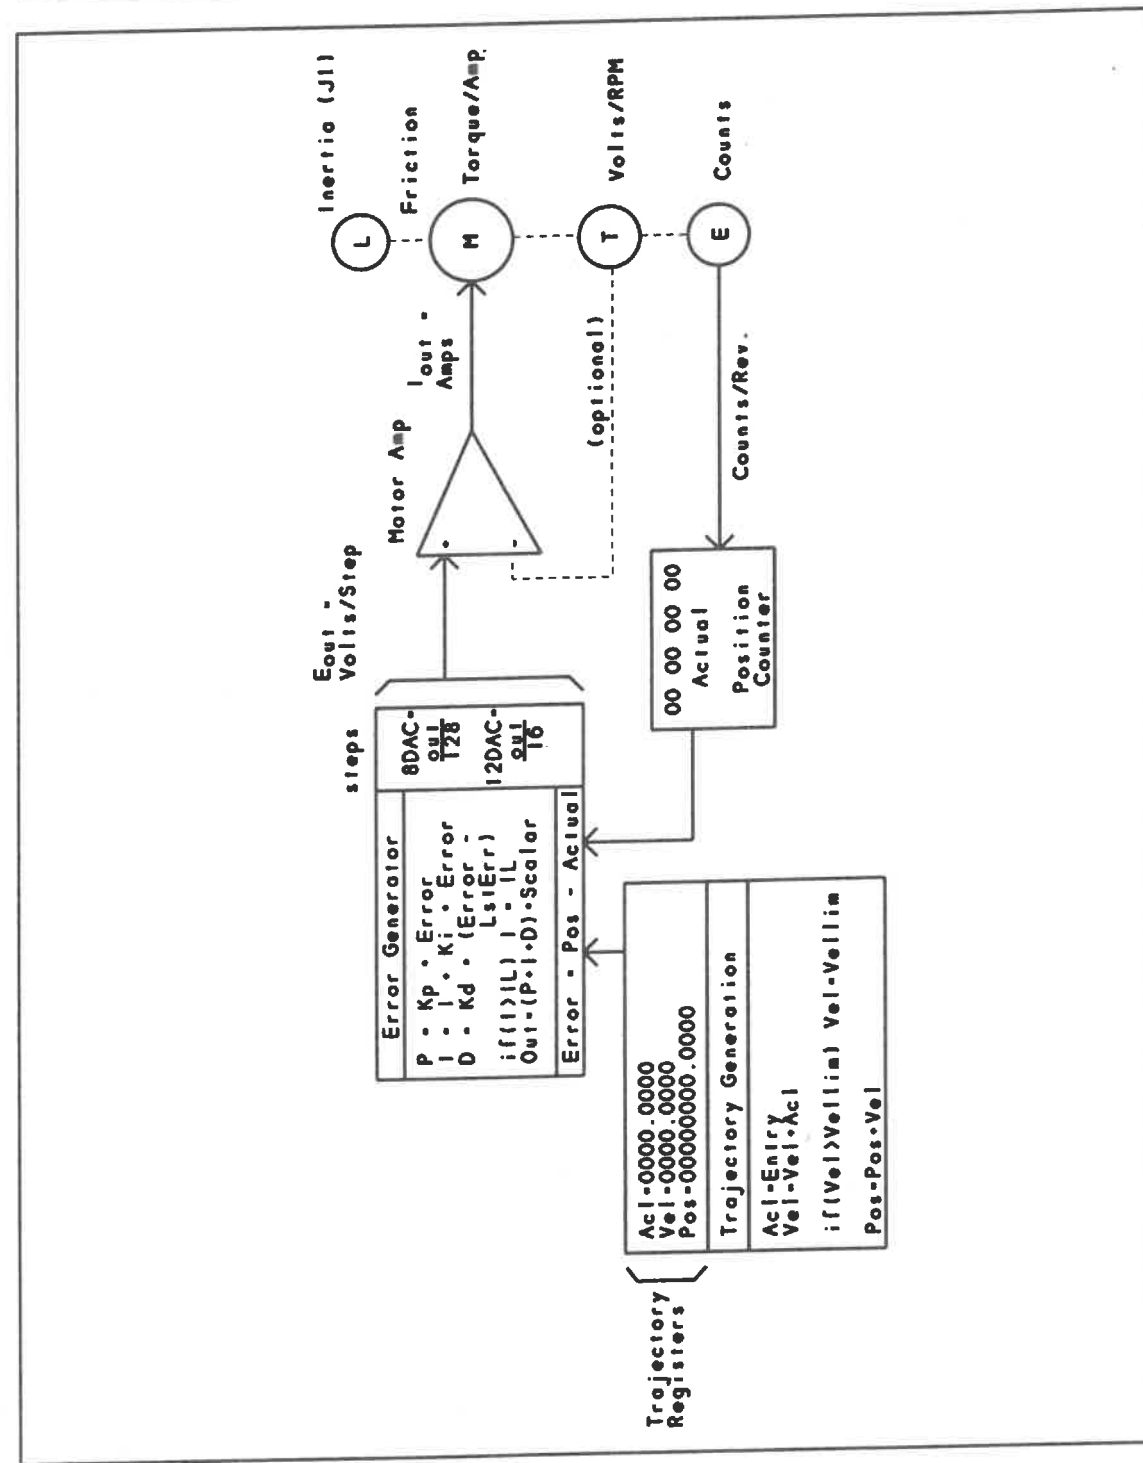 steps
Eout =
Volts/Step
Error Generator
P = Kp * Error
I = I + Ki * Error
D = Kd * (Error -
LstErr)
if(I>IL) I = IL
Out=(P+I+D)*Scalar
Error = Pos - Actual
8DAC=
out
128
12DAC=
out
16
Motor Amp
+
-
Iout =
Amps
Inertia (J1)
L
Friction
M
Torque/Amp.
T
Volts/RPM
(optional)
E
Counts
Counts/Rev.
00 00 00 00
Actual
Position
Counter
Trajectory
Registers
Acl=0000.0000
Vel=0000.0000
Pos=00000000.0000
Trajectory Generation
Acl=Entry
Vel=Vel+Acl
if(Vel>Vellim) Vel=Vellim
Pos=Pos+Vel